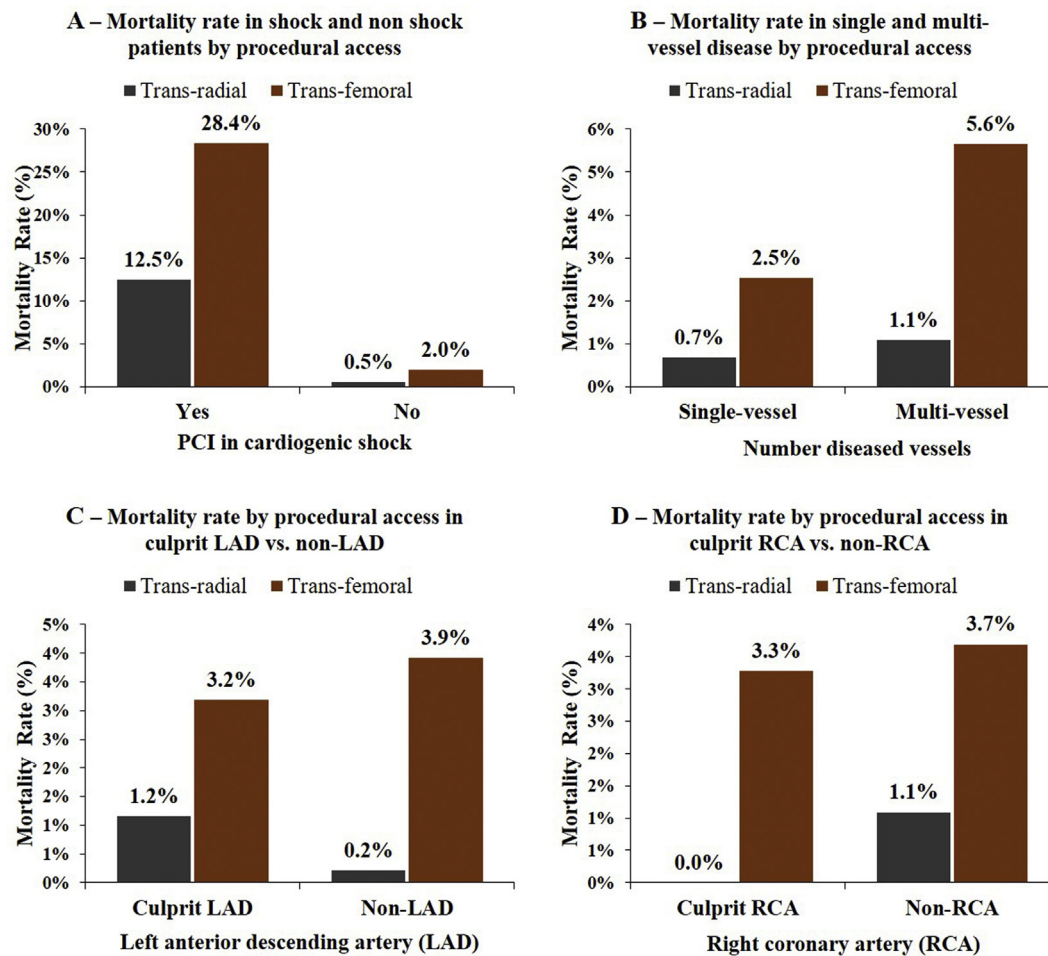 A – Mortality rate in shock and non shock
patients by procedural access
Trans-radial Trans-femoral
Mortality Rate (%)
30%
25%
20%
15%
10%
5%
0%
12.5%
28.4%
0.5%
2.0%
Yes No
PCI in cardiogenic shock
B – Mortality rate in single and multi-
vessel disease by procedural access
Trans-radial Trans-femoral
Mortality Rate (%)
6%
5%
4%
3%
2%
1%
0%
0.7%
2.5%
1.1%
5.6%
Single-vessel Multi-vessel
Number diseased vessels
C – Mortality rate by procedural access in
culprit LAD vs. non-LAD
Trans-radial Trans-femoral
Mortality Rate (%)
5%
4%
4%
3%
3%
2%
2%
1%
1%
0%
1.2%
3.2%
0.2%
3.9%
Culprit LAD Non-LAD
Left anterior descending artery (LAD)
D – Mortality rate by procedural access in
culprit RCA vs. non-RCA
Trans-radial Trans-femoral
Mortality Rate (%)
4%
4%
3%
3%
2%
2%
1%
1%
0%
0.0%
3.3%
1.1%
3.7%
Culprit RCA Non-RCA
Right coronary artery (RCA)